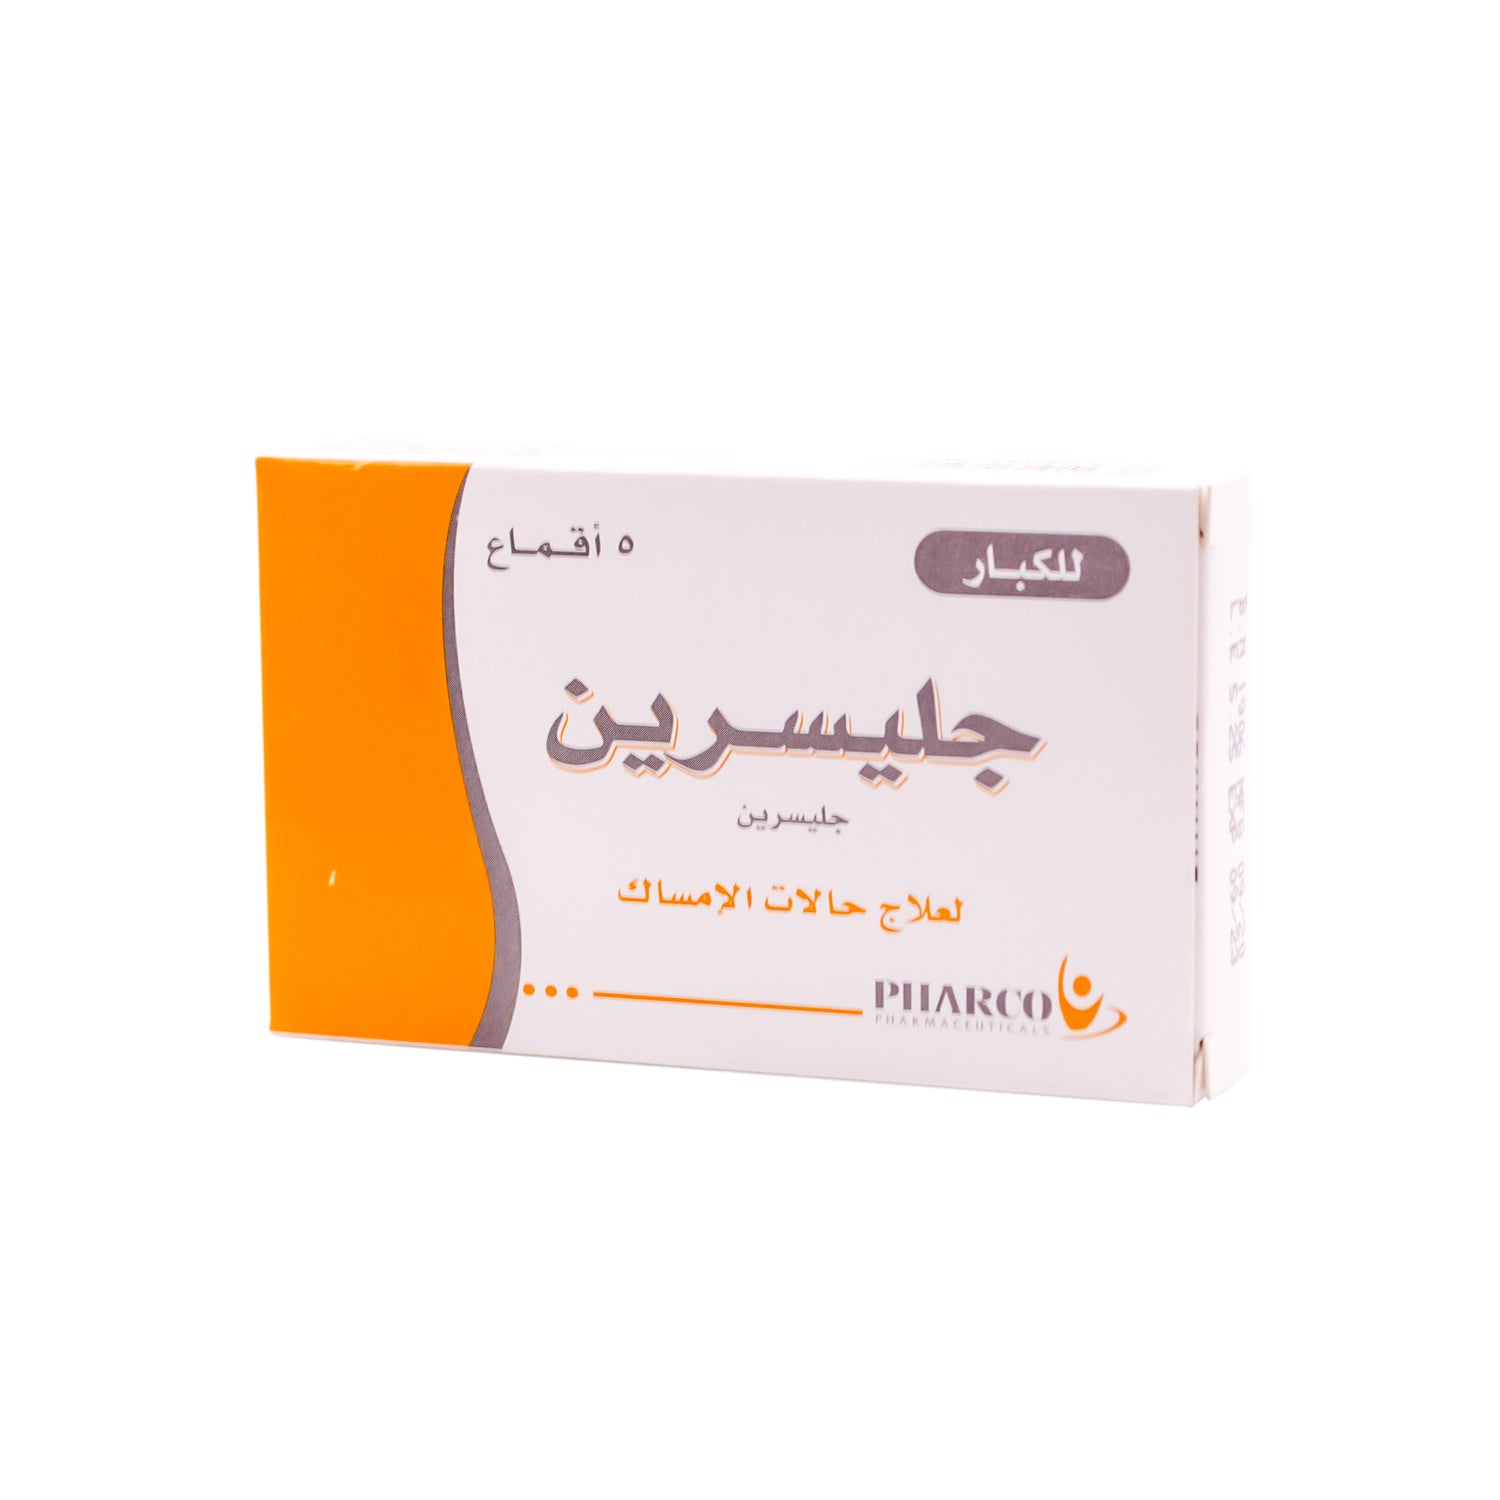 للكبار
٥ أقماع
جليسرين
جليسرين
لعلاج حالات الإمساك
PHARCO
PHARMACEUTICALS